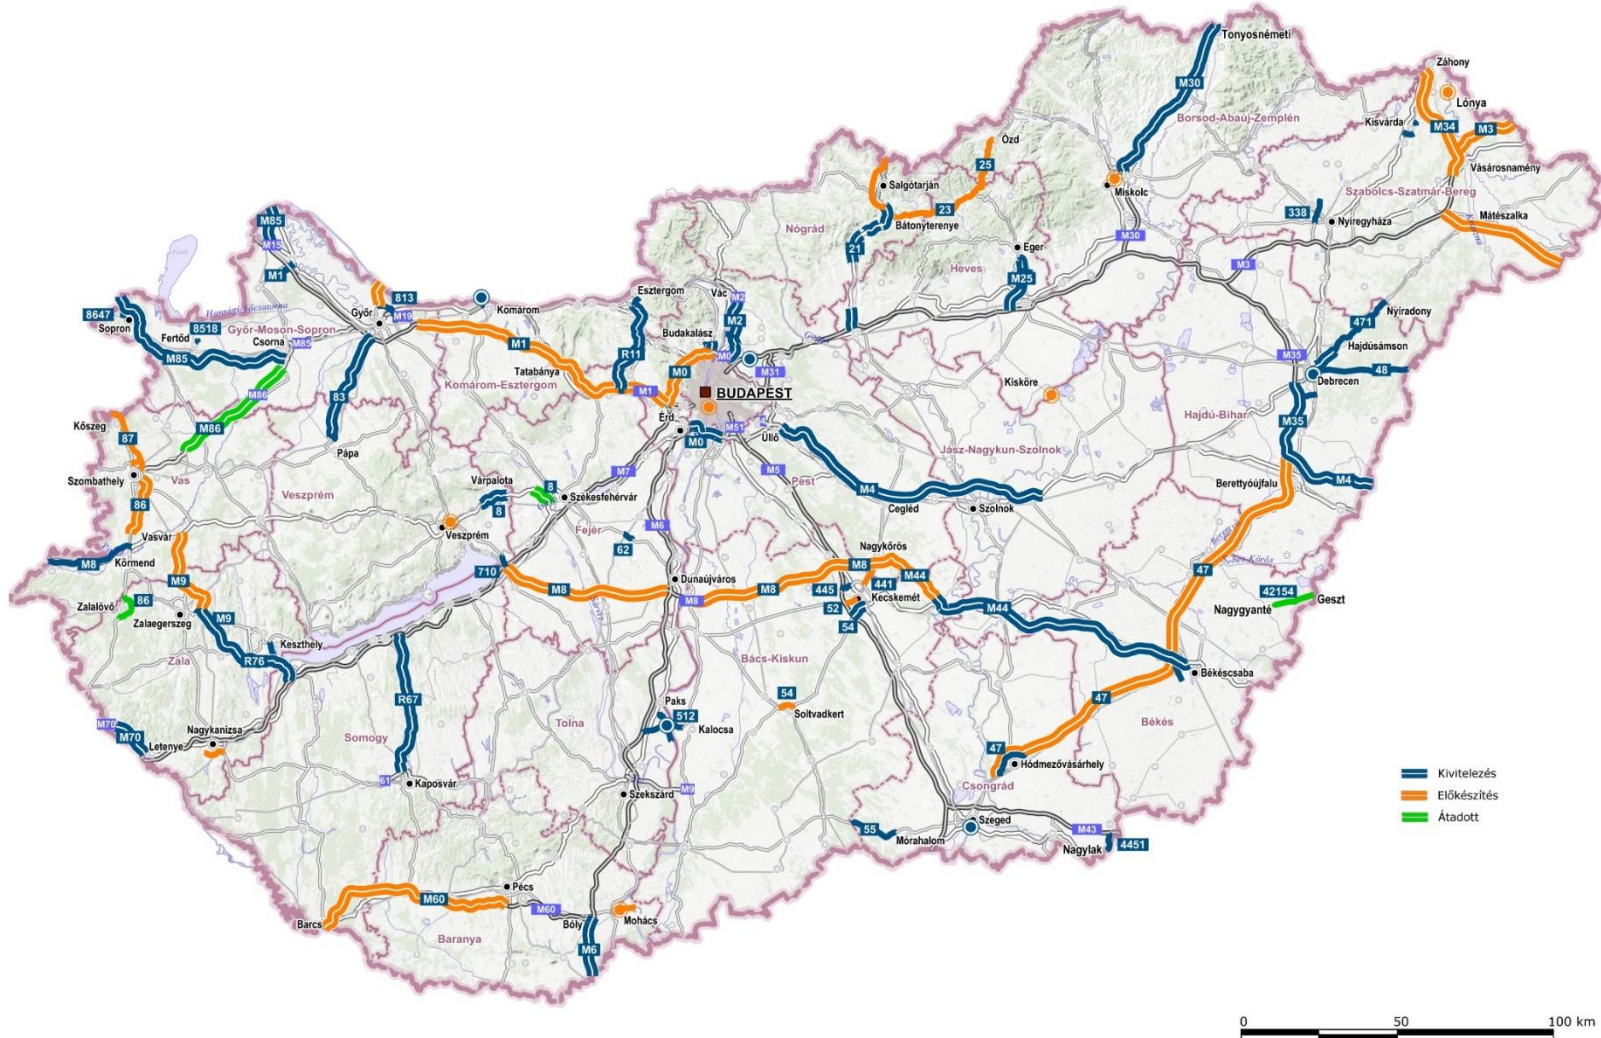 Tonyosnémeti
Záhony
M30
Lónya
Borsod-Abaúj-Zemplén
Kisvárda
M34
M3
Ózd
25
Vásárosnamény
Salgótarján
Miskolc
Szabolcs-Szatmár-Bereg
23
338
Mátészalka
Nógrád
Bátonyterenye
Nyíregyháza
M85
M30
M15
21
Eger
M3
Heves
M1
M25
Esztergom
Vác
M2
813
8647
Hansági-főcsatorna
Komárom
Nyíradony
Sopron
8518
Győr
M19
M2
471
Fertőd
Győr-Moson-Sopron
Budakalász
Hajdúsámson
Csorna
M85
M1
R11
M0
M35
M85
Tatabánya
M0
M31
48
Komárom-Esztergom
M1
Kisköre
Debrecen
M86
83
BUDAPEST
Hajdú-Bihar
Kőszeg
M86
Érd
M51
M35
87
M0
Üllő
Pápa
Jász-Nagykun-Szolnok
Szombathely
Vas
M7
M5
Veszprém
Várpalota
Pest
Berettyóújfalu
M4
86
8
Székesfehérvár
M4
8
Cegléd
Szolnok
Vasvár
Veszprém
Fejér
M6
62
Nagykőrös
M8
Körmend
710
M8
M44
47
M9
Dunaújváros
445
441
42154
Zalalövő
86
M8
M8
M8
Kecskemét
Geszt
Zalaegerszeg
M9
52
M44
Nagygyanté
54
Keszthely
Zala
R76
Bács-Kiskun
Békéscsaba
R67
54
47
Paks
M70
512
Soltvadkert
Békés
M70
Nagykanizsa
Tolna
Kalocsa
Letenye
Somogy
47
Hódmezővásárhely
Kivitelezés
61
Kaposvár
M9
Csongrád
Előkészítés
Szekszárd
Átadott
55
Szeged
M43
Mórahalom
4451
Nagylak
Pécs
M60
M60
Mohács
Barcs
Bóly
Baranya
M6
0
50
100 km